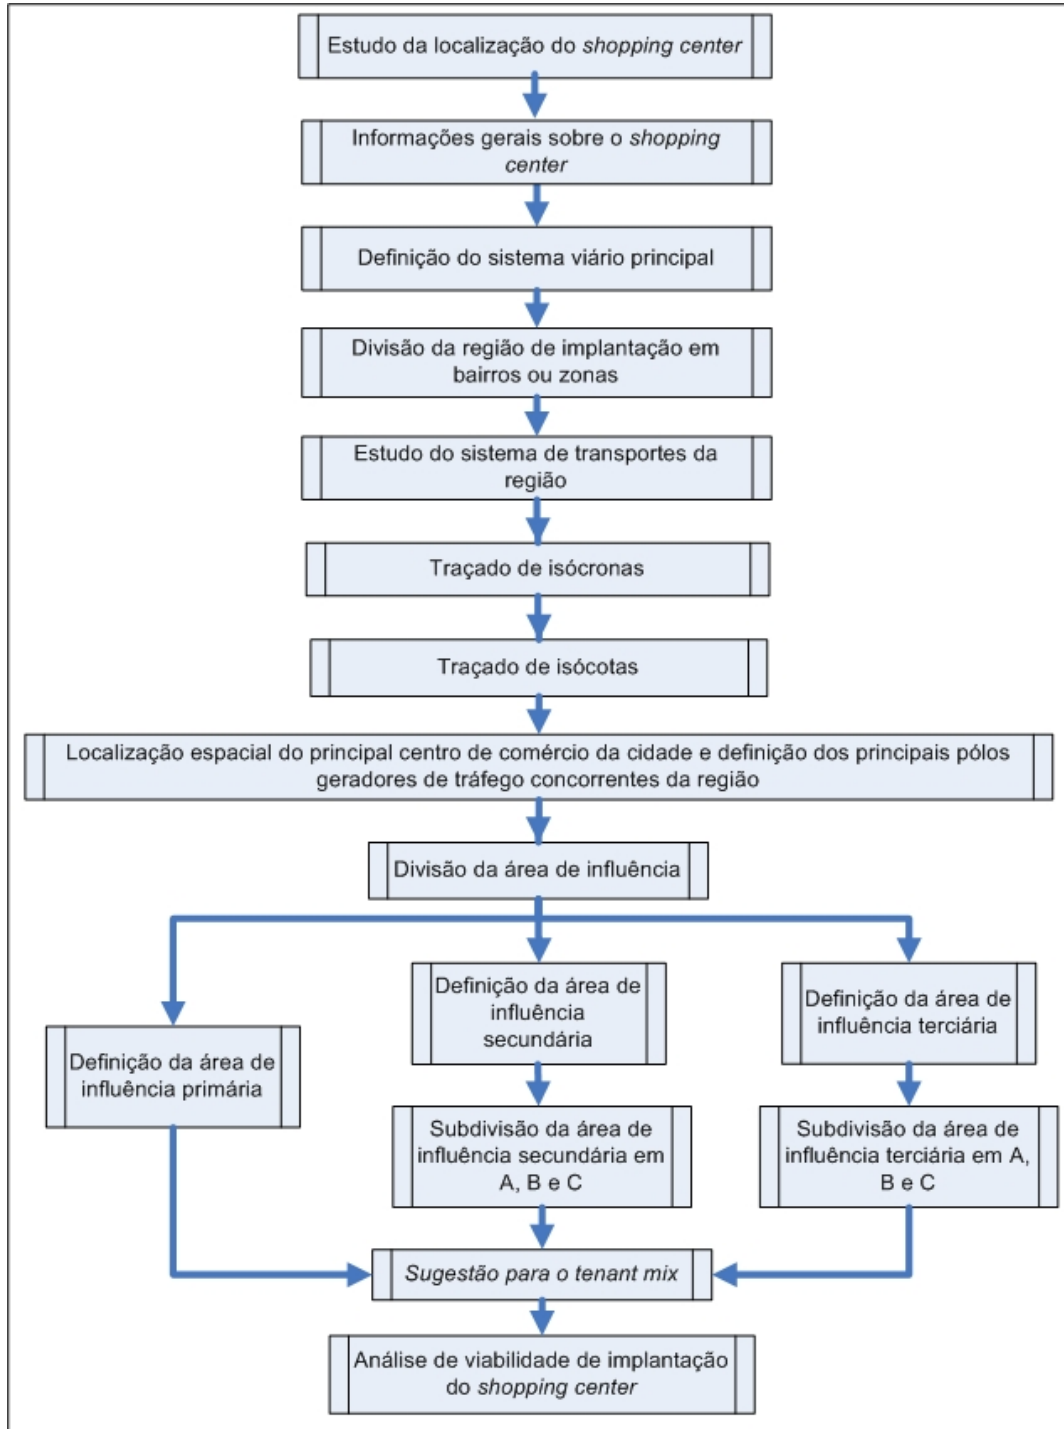 Estudo da localização do shopping center
Informações gerais sobre o shopping
center
Definição do sistema viário principal
Divisão da região de implantação em
bairros ou zonas
Estudo do sistema de transportes da
região
Traçado de isócronas
Traçado de isócotas
Localização espacial do principal centro de comércio da cidade e definição dos principais pólos
geradores de tráfego concorrentes da região
Divisão da área de influência
Definição da área de
influência primária
Definição da área de
influência
secundária
Definição da área de
influência terciária
Subdivisão da área de
influência secundária em
A, B e C
Subdivisão da área de
influência terciária em A,
B e C
Sugestão para o tenant mix
Análise de viabilidade de implantação
do shopping center